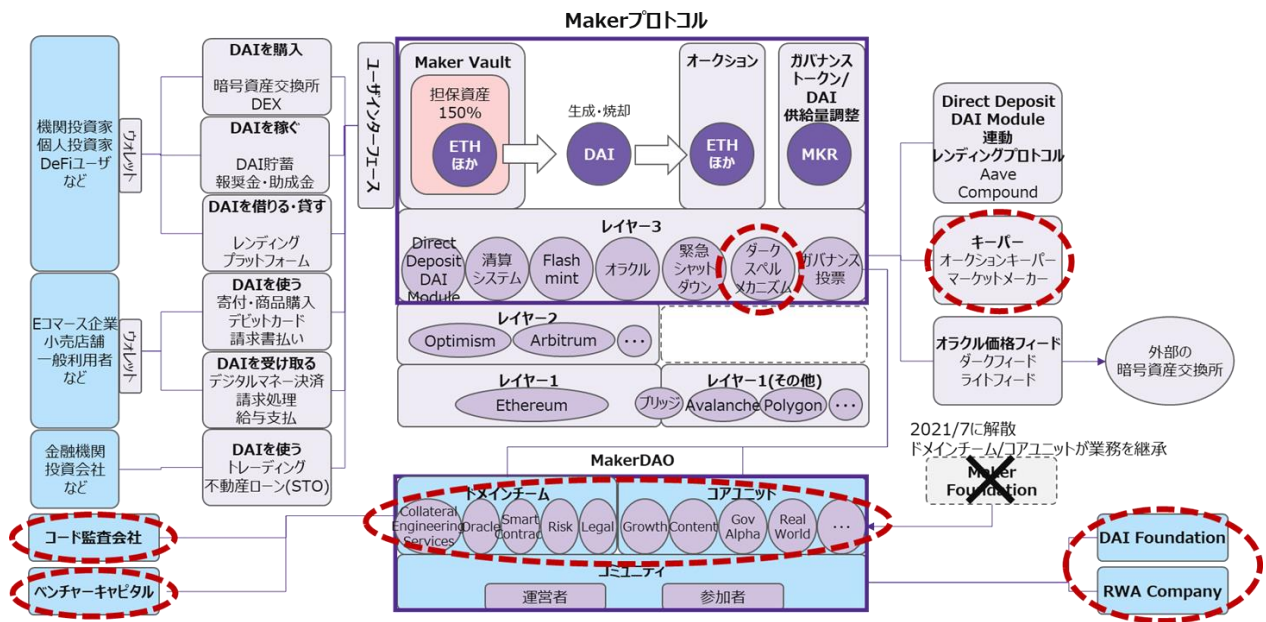 Makerプロトコル
機関投資家
個人投資家
DeFiユーザ
など
ウォレット
DAIを購入
暗号資産交換所
DEX
DAIを稼ぐ
DAI貯蓄
報奨金・助成金
DAIを借りる・貸す
レンディング
プラットフォーム
Eコマース企業
小売店舗
一般利用者
など
ウォレット
DAIを使う
寄付・商品購入
デビットカード
請求書払い
DAIを受け取る
デジタルマネー決済
請求処理
給与支払
金融機関
投資会社
など
DAIを使う
トレーディング
不動産ローン(STO)
ユーザインターフェース
Maker Vault
担保資産
150%
ETH
ほか
生成・焼却
DAI
オークション
ETH
ほか
ガバナンス
トークン/
DAI
供給量調整
MKR
レイヤー3
Direct
Deposit
DAI
Module
清算
システム
Flash
mint
オラクル
緊急
シャット
ダウン
ダーク
スペル
メカニズム
ガバナンス
投票
レイヤー2
Optimism
Arbitrum
…
レイヤー1
Ethereum
ブリッジ
レイヤー1(その他)
Avalanche
Polygon
…
Direct Deposit
DAI Module
連動
レンディングプロトコル
Aave
Compound
キーパー
オークションキーパー
マーケットメーカー
オラクル価格フィード
ダークフィード
ライトフィード
外部の
暗号資産交換所
2021/7に解散
ドメインチーム/コアユニットが業務を継承
Maker
Foundation
MakerDAO
ドメインチーム
Collateral
Engineering
Services
Oracle
Smart
Contrac
Risk
Legal
コアユニット
Growth
Content
Gov
Alpha
Real
World
…
コミュニティ
運営者
参加者
コード監査会社
ベンチャーキャピタル
DAI Foundation
RWA Company